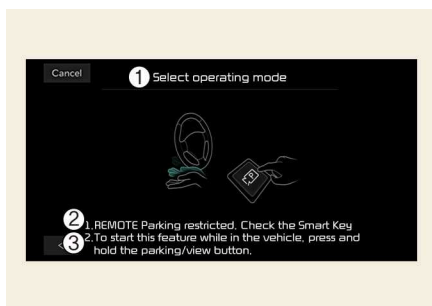 Cancel
1 Select operating mode
P
2 1.REMOTE Parking restricted. Check the Smart Key
3 2.To start this feature while in the vehicle, press and
hold the parking/view button.